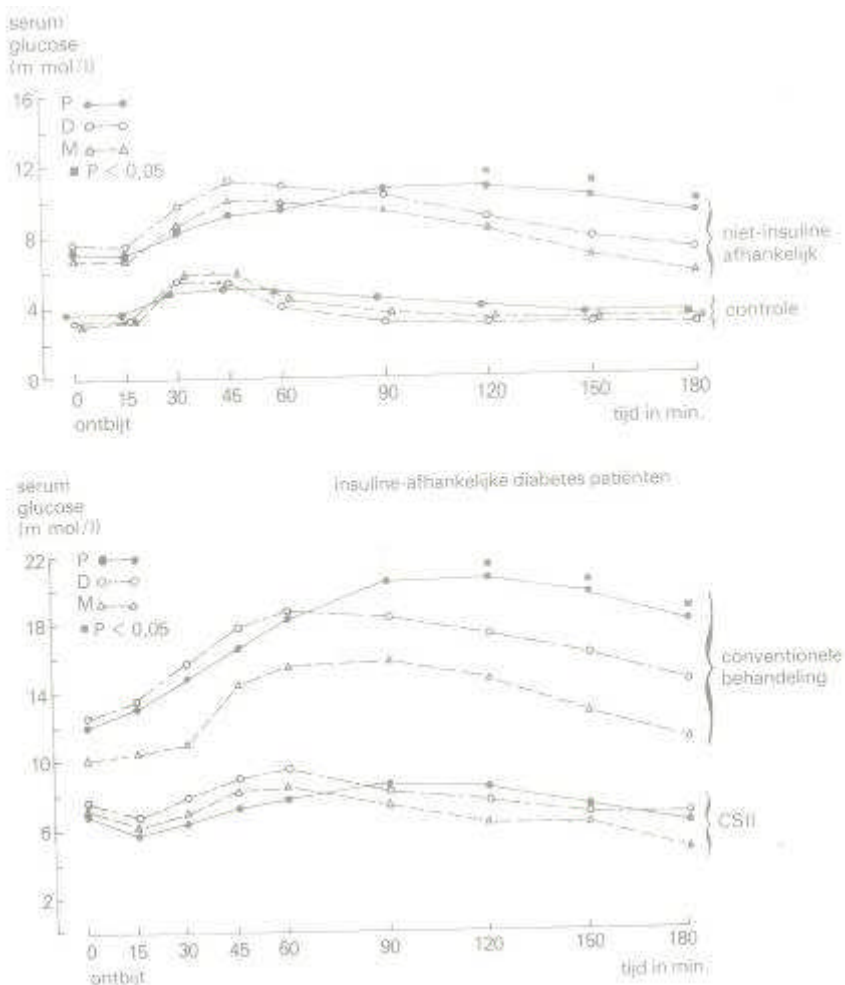 serum
glucose
(m mol/l)
16
P
D
M
P < 0,05
12
8
4
0
niet-insuline-
afhankelijk
controle
0 15 30 45 60 90 120 150 180
ontbijt
tijd in min.
serum
glucose
(m mol/l)
insuline-afhankelijke diabetes patiënten
22
P
D
M
P < 0,05
18
14
10
6
2
conventionele
behandeling
CSII
0 15 30 45 60 90 120 150 180
ontbijt
tijd in min.